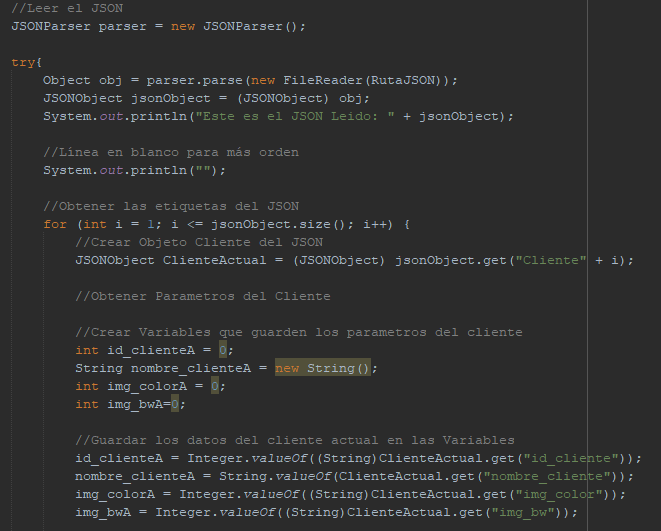 //Leer el JSON
JSONParser parser = new JSONParser();
try{
Object obj = parser.parse(new FileReader(RutaJSON));
JSONObject jsonObject = (JSONObject) obj;
System.out.println("Este es el JSON Leido: " + jsonObject);
//Línea en blanco para más orden
System.out.println("");
//Obtener las etiquetas del JSON
for (int i = 1; i <= jsonObject.size(); i++) {
//Crear Objeto Cliente del JSON
JSONObject ClienteActual = (JSONObject) jsonObject.get("Cliente" + i);
//Obtener Parametros del Cliente
//Crear Variables que guarden los parametros del cliente
int id_clienteA = 0;
String nombre_clienteA = new String();
int img_colorA = 0;
int img_bwA=0;
//Guardar los datos del cliente actual en las Variables
id_clienteA = Integer.valueOf((String)ClienteActual.get("id_cliente"));
nombre_clienteA = String.valueOf(ClienteActual.get("nombre_cliente"));
img_colorA = Integer.valueOf((String)ClienteActual.get("img_color"));
img_bwA = Integer.valueOf((String)ClienteActual.get("img_bw"));